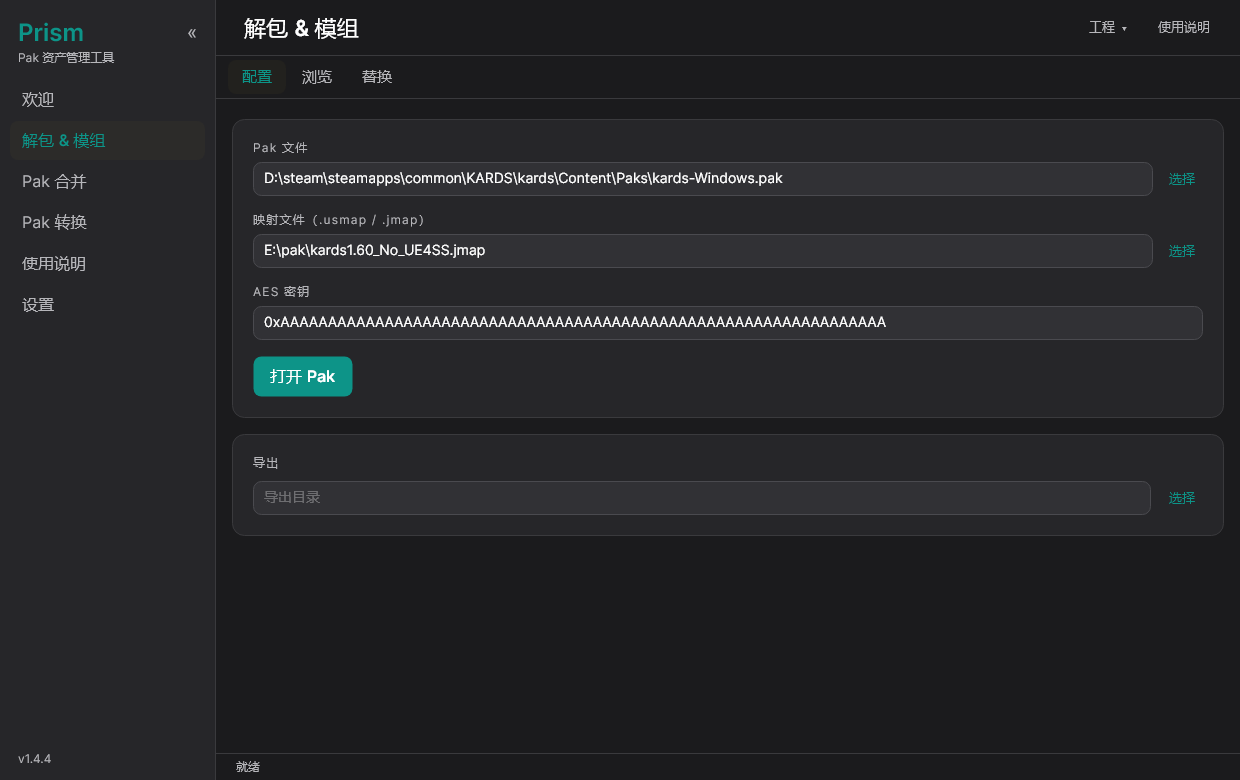 Prism
«
Pak 资产管理工具
欢迎
解包 & 模组
Pak 合并
Pak 转换
使用说明
设置
v1.4.4
解包 & 模组
工程 ▾
使用说明
配置
浏览
替换
Pak 文件
D:\steam\steamapps\common\KARDS\kards\Content\Paks\kards-Windows.pak
选择
映射文件（.usmap / .jmap）
E:\pak\kards1.60_No_UE4SS.jmap
选择
AES 密钥
0xAAAAAAAAAAAAAAAAAAAAAAAAAAAAAAAAAAAAAAAAAAAAAAAAAAAAAAAAAAAAAAAA
打开 Pak
导出
导出目录
选择
就绪